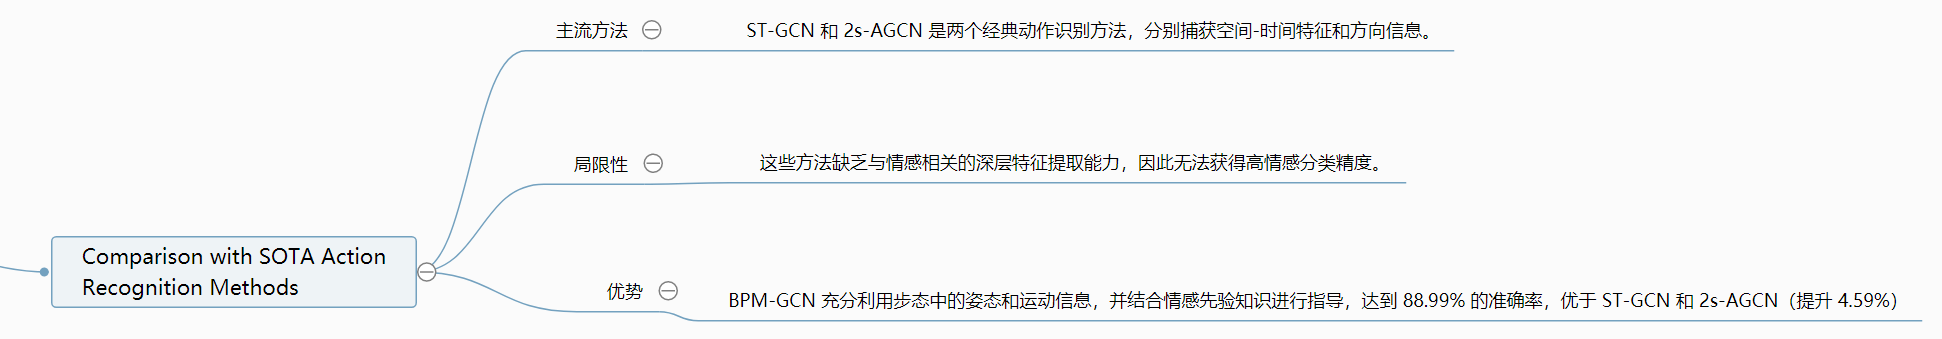 主流方法
ST-GCN 和 2s-AGCN 是两个经典动作识别方法，分别捕获空间-时间特征和方向信息。
局限性
这些方法缺乏与情感相关的深层特征提取能力，因此无法获得高情感分类精度。
Comparison with SOTA Action
Recognition Methods
优势
BPM-GCN 充分利用步态中的姿态和运动信息，并结合情感先验知识进行指导，达到 88.99% 的准确率，优于 ST-GCN 和 2s-AGCN（提升 4.59%）